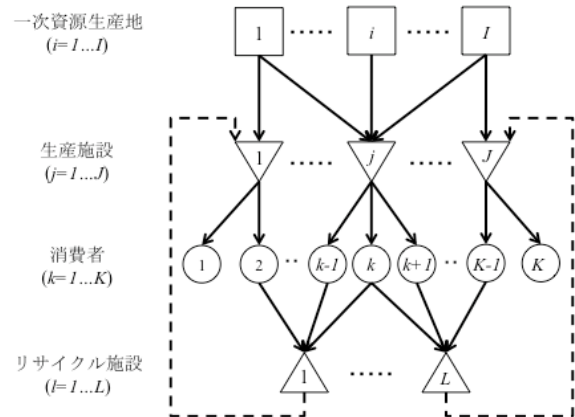 一次資源生産地
(i=1...I)
1 ..... i ..... I
生産施設
(j=1...J)
1 ..... j ..... J
消費者
(k=1...K)
1 2 .. k-1 k k+1 .. K-1 K
リサイクル施設
(l=1...L)
1 ..... L